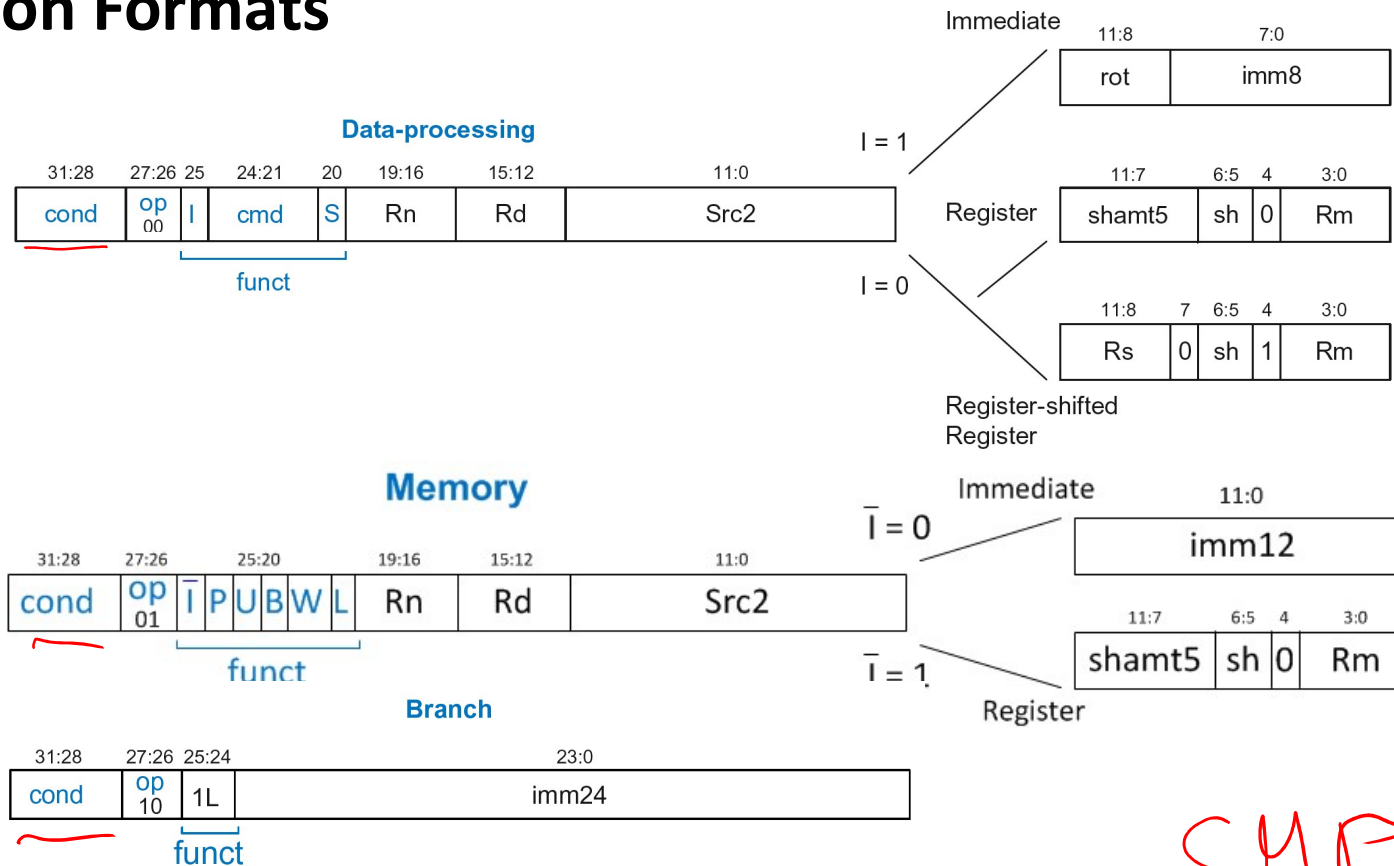 on Formats
Immediate
11:8 7:0
rot imm8
Data-processing
I = 1
31:28 27:26 25 24:21 20 19:16 15:12 11:0
cond op 00 I cmd S Rn Rd Src2
funct
I = 0
Register
11:7 6:5 4 3:0
shamt5 sh 0 Rm
11:8 7 6:5 4 3:0
Rs 0 sh 1 Rm
Register-shifted
Register
Memory
Immediate
11:0
imm12
I̅ = 0
31:28 27:26 25:20 19:16 15:12 11:0
cond op 01 I̅ P U B W L Rn Rd Src2
funct
I̅ = 1
11:7 6:5 4 3:0
shamt5 sh 0 Rm
Register
Branch
31:28 27:26 25:24 23:0
cond op 10 1L imm24
funct